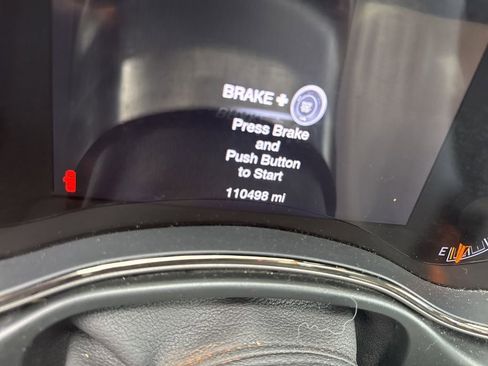 BRAKE +
Press Brake
and
Push Button
to Start
110498 mi
E